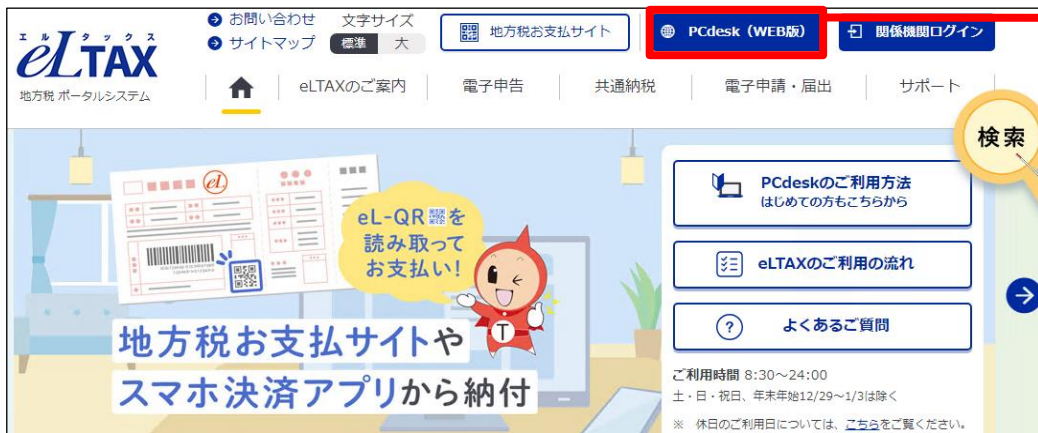 エルタックス
eLTAX
地方税 ポータルシステム
お問い合わせ
サイトマップ
文字サイズ
標準 大
地方税お支払サイト
PCdesk（WEB版）
関係機関ログイン
eLTAXのご案内
電子申告
共通納税
電子申請・届出
サポート
検索
eL
eL-QRを
読み取って
お支払い！
T
地方税お支払サイトや
スマホ決済アプリから納付
PCdeskのご利用方法
はじめての方もこちらから
eLTAXのご利用の流れ
? よくあるご質問
ご利用時間 8:30～24:00
土・日・祝日、年末年始12/29～1/3は除く
※ 休日のご利用日については、こちらをご覧ください。